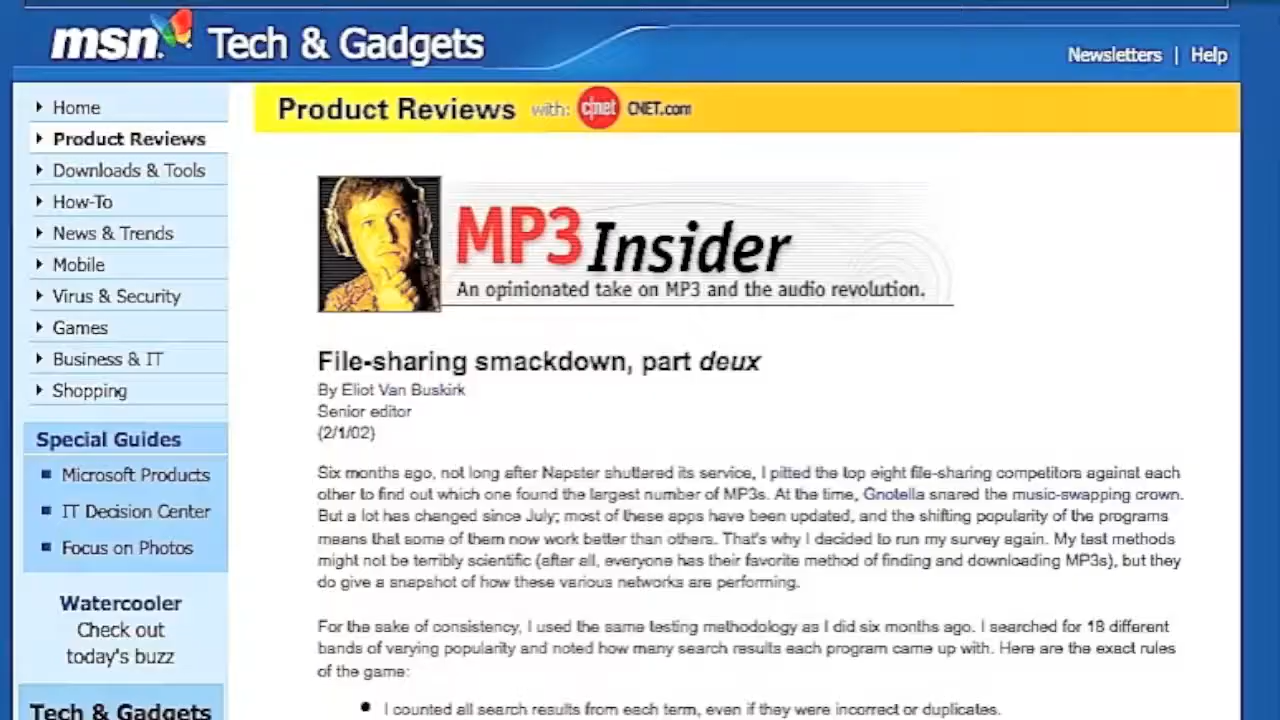 msn Tech & Gadgets
Newsletters | Help
Home
Product Reviews
Downloads & Tools
How-To
News & Trends
Mobile
Virus & Security
Games
Business & IT
Shopping
Special Guides
Microsoft Products
IT Decision Center
Focus on Photos
Watercooler
Check out
today's buzz
Tech & Gadgets
Product Reviews with: c|net CNET.com
MP3 Insider
An opinionated take on MP3 and the audio revolution.
File-sharing smackdown, part deux
By Eliot Van Buskirk
Senior editor
(2/1/02)
Six months ago, not long after Napster shuttered its service, I pitted the top eight file-sharing competitors against each
other to find out which one found the largest number of MP3s. At the time, Gnotella snared the music-swapping crown.
But a lot has changed since July; most of these apps have been updated, and the shifting popularity of the programs
means that some of them now work better than others. That's why I decided to run my survey again. My test methods
might not be terribly scientific (after all, everyone has their favorite method of finding and downloading MP3s), but they
do give a snapshot of how these various networks are performing.
For the sake of consistency, I used the same testing methodology as I did six months ago. I searched for 18 different
bands of varying popularity and noted how many search results each program came up with. Here are the exact rules
of the game:
● I counted all search results from each term, even if they were incorrect or duplicates.